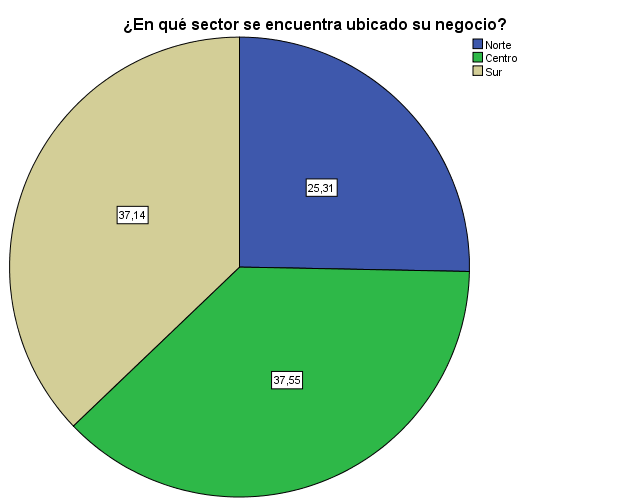 ¿En qué sector se encuentra ubicado su negocio?
Norte
Centro
Sur
25,31
37,14
37,55